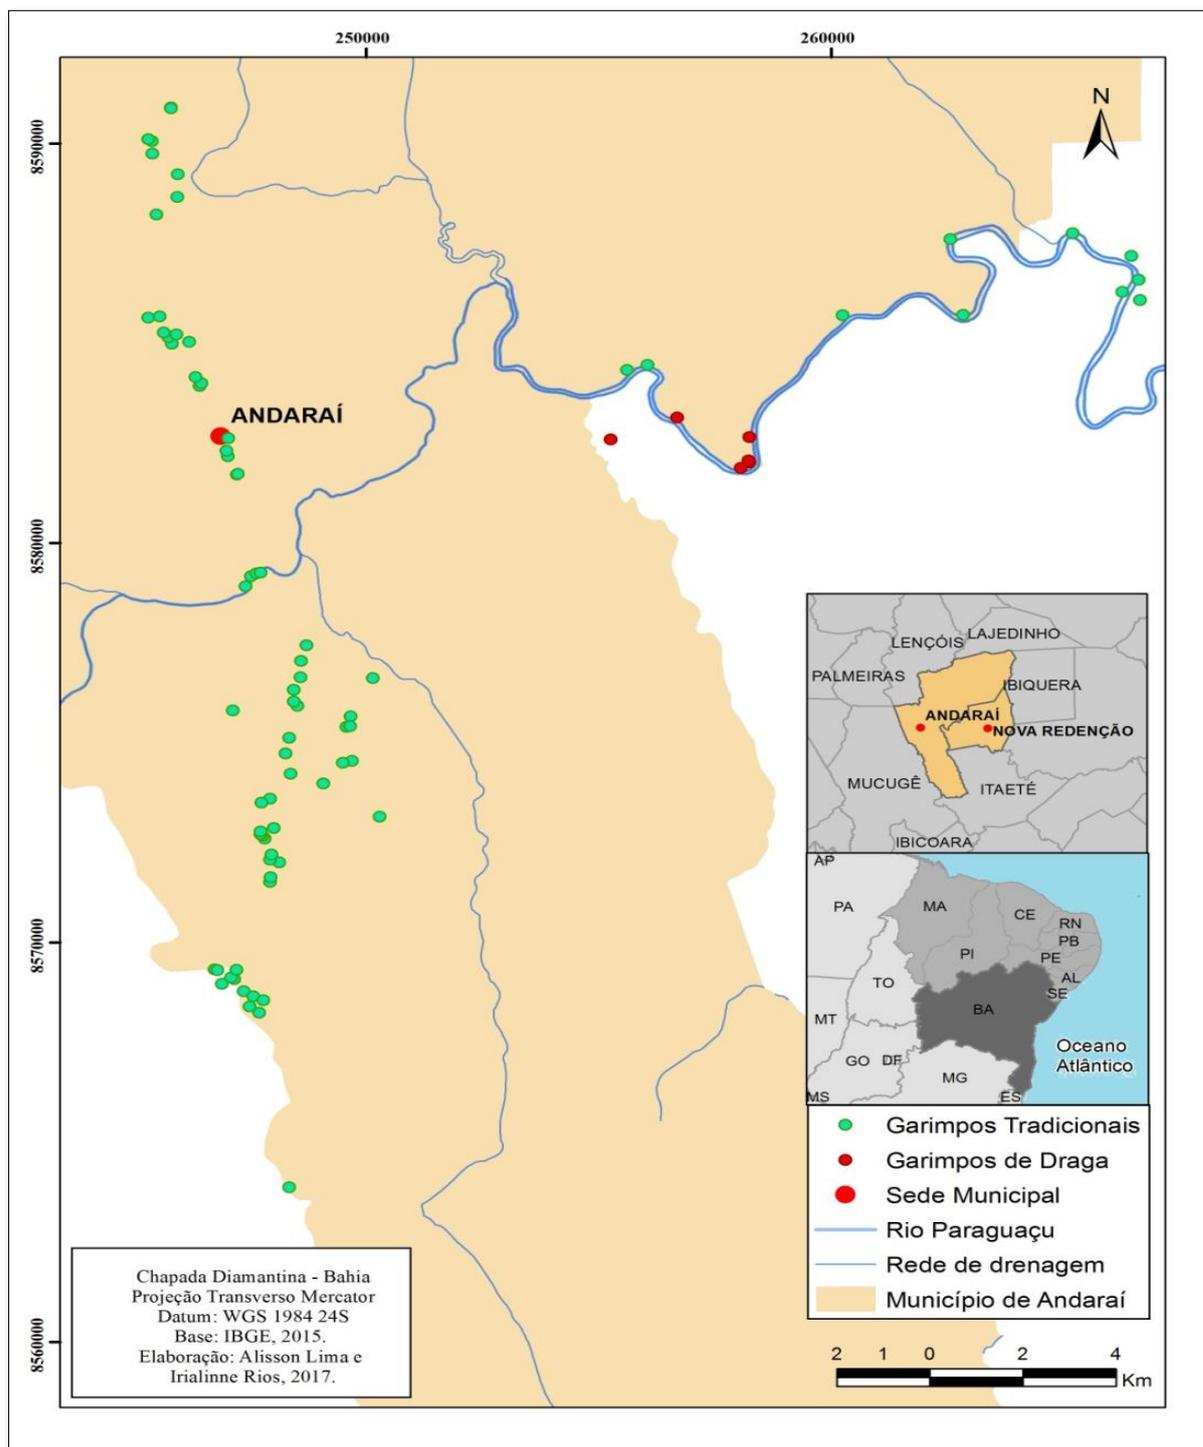 250000
260000
N
8590000
8580000
8570000
8560000
ANDARAÍ
LENÇÓIS
LAJEDINHO
PALMEIRAS
IBIQUERA
ANDARAÍ
NOVA REDENÇÃO
MUCUGÊ
ITAETÉ
IBICOARA
AP
PA
MA
CE
RN
PB
PI
PE
AL
TO
SE
BA
MT
Oceano
Atlântico
GO
DF
MG
MS
ES
Garimpos Tradicionais
Garimpos de Draga
Sede Municipal
Rio Paraguaçu
Rede de drenagem
Município de Andaraí
Chapada Diamantina - Bahia
Projeção Transverso Mercator
Datum: WGS 1984 24S
Base: IBGE, 2015.
Elaboração: Alisson Lima e
Irialinne Rios, 2017.
2 1 0 2 4
Km